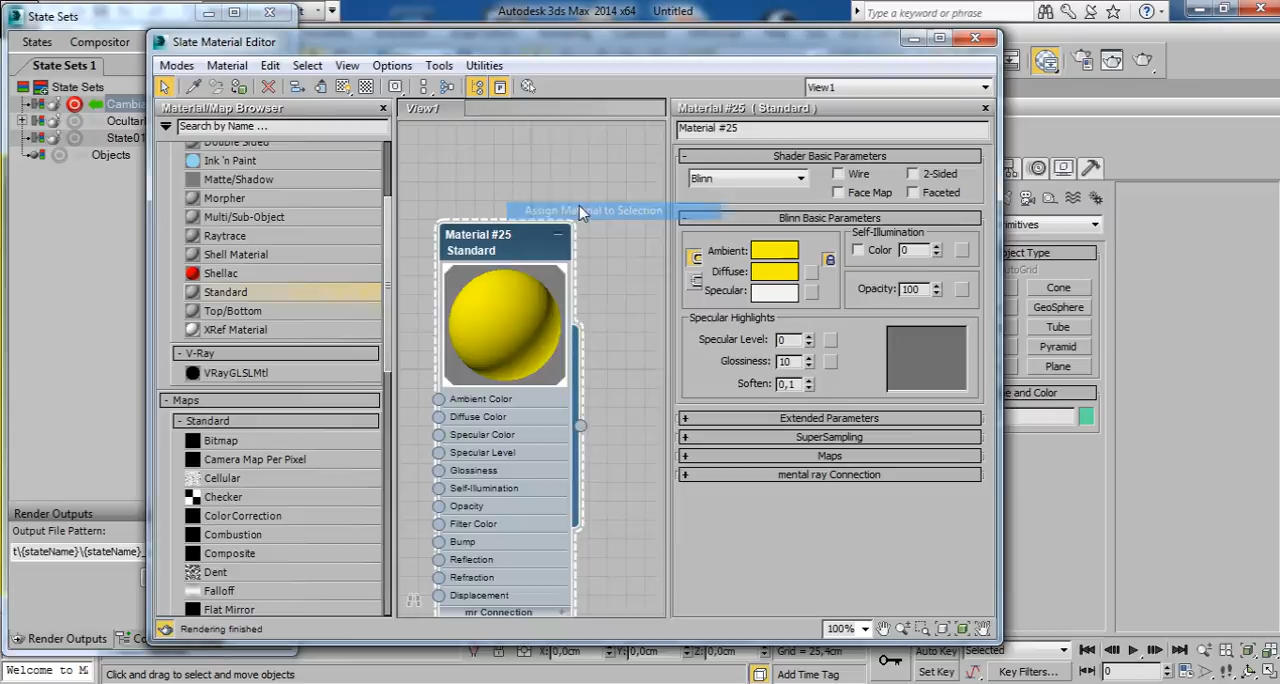 State Sets
Autodesk 3ds Max 2014 x64 Untitled
Type a keyword or phrase
States Compositor
State Sets 1
State Sets
Cambia
Ocultar
State01
Objects
Slate Material Editor
Modes Material Edit Select View Options Tools Utilities
View1
Material/Map Browser
Search by Name ...
Double Sided
Ink 'n Paint
Matte/Shadow
Morpher
Multi/Sub-Object
Raytrace
Shell Material
Shellac
Standard
Top/Bottom
XRef Material
- V-Ray
VRayGLSLMtl
- Maps
- Standard
Bitmap
Camera Map Per Pixel
Cellular
Checker
ColorCorrection
Combustion
Composite
Dent
Falloff
Flat Mirror
View1
Assign Material to Selection
Material #25
Standard
Ambient Color
Diffuse Color
Specular Color
Specular Level
Glossiness
Self-Illumination
Opacity
Filter Color
Bump
Reflection
Refraction
Displacement
mr Connection +
Material #25 ( Standard )
Material #25
- Shader Basic Parameters
Blinn
Wire 2-Sided
Face Map Faceted
Blinn Basic Parameters
Self-Illumination
Ambient:
Diffuse:
Specular:
Color 0
Opacity: 100
Specular Highlights
Specular Level: 0
Glossiness: 10
Soften: 0,1
+ Extended Parameters
+ SuperSampling
+ Maps
+ mental ray Connection
Rendering finished
100%
mitives
Object Type
AutoGrid
Cone
GeoSphere
Tube
Pyramid
Plane
e and Color
Render Outputs
Output File Pattern:
t\{stateName}\{stateName}_
Render Outputs
Welcome to M
Click and drag to select and move objects
X: 0,0cm Y: 0,0cm Z: 0,0cm Grid = 25,4cm
Add Time Tag
Auto Key Selected
Set Key Key Filters...
0